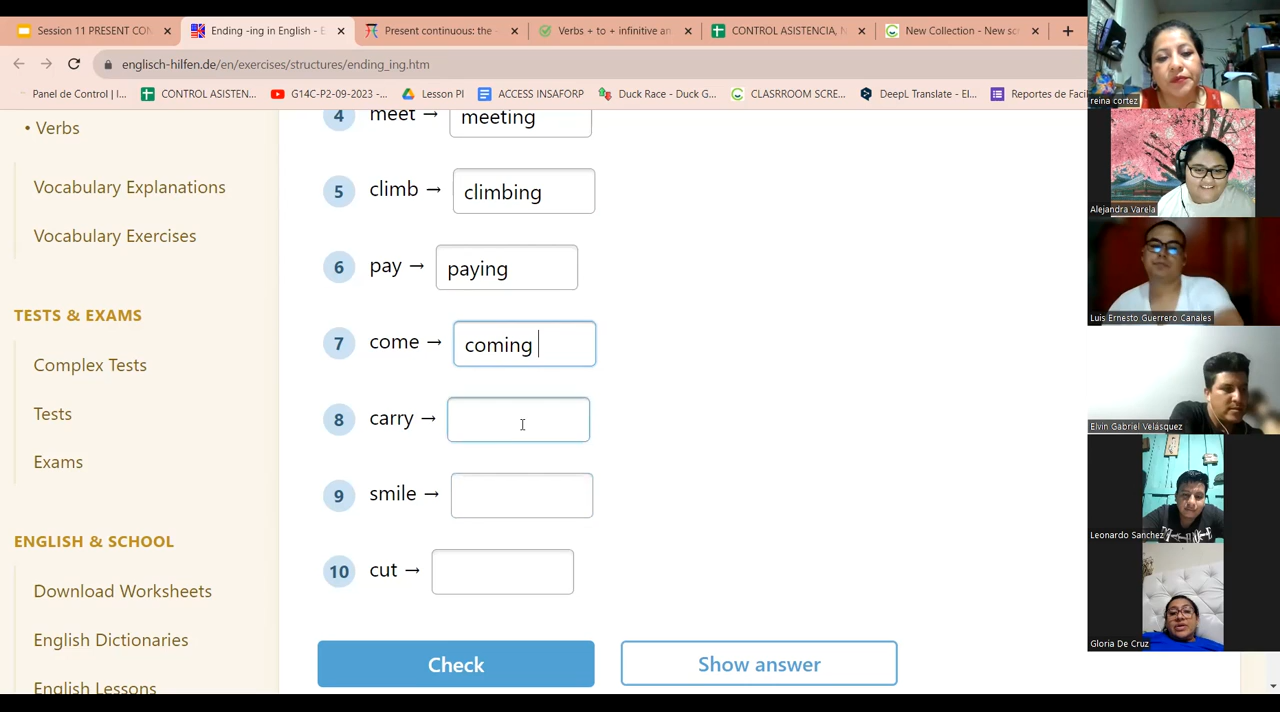 Session 11 PRESENT CON
Ending -ing in English - E
Present continuous: the -
Verbs + to + infinitive an
CONTROL ASISTENCIA, N
New Collection - New scr
englisch-hilfen.de/en/exercises/structures/ending_ing.htm
Panel de Control | I...
CONTROL ASISTEN...
G14C-P2-09-2023 -...
Lesson PI
ACCESS INSAFORP
Duck Race - Duck G...
CLASRROOM SCRE...
DeepL Translate - El...
Reportes de Facili
• Verbs
Vocabulary Explanations
Vocabulary Exercises
TESTS & EXAMS
Complex Tests
Tests
Exams
ENGLISH & SCHOOL
Download Worksheets
English Dictionaries
English Lessons
4 meet → meeting
5 climb → climbing
6 pay → paying
7 come → coming
8 carry →
9 smile →
10 cut →
Check
Show answer
reina cortez
Alejandra Varela
Luis Ernesto Guerrero Canales
Elvin Gabriel Velásquez
Leonardo Sanchez
Gloria De Cruz